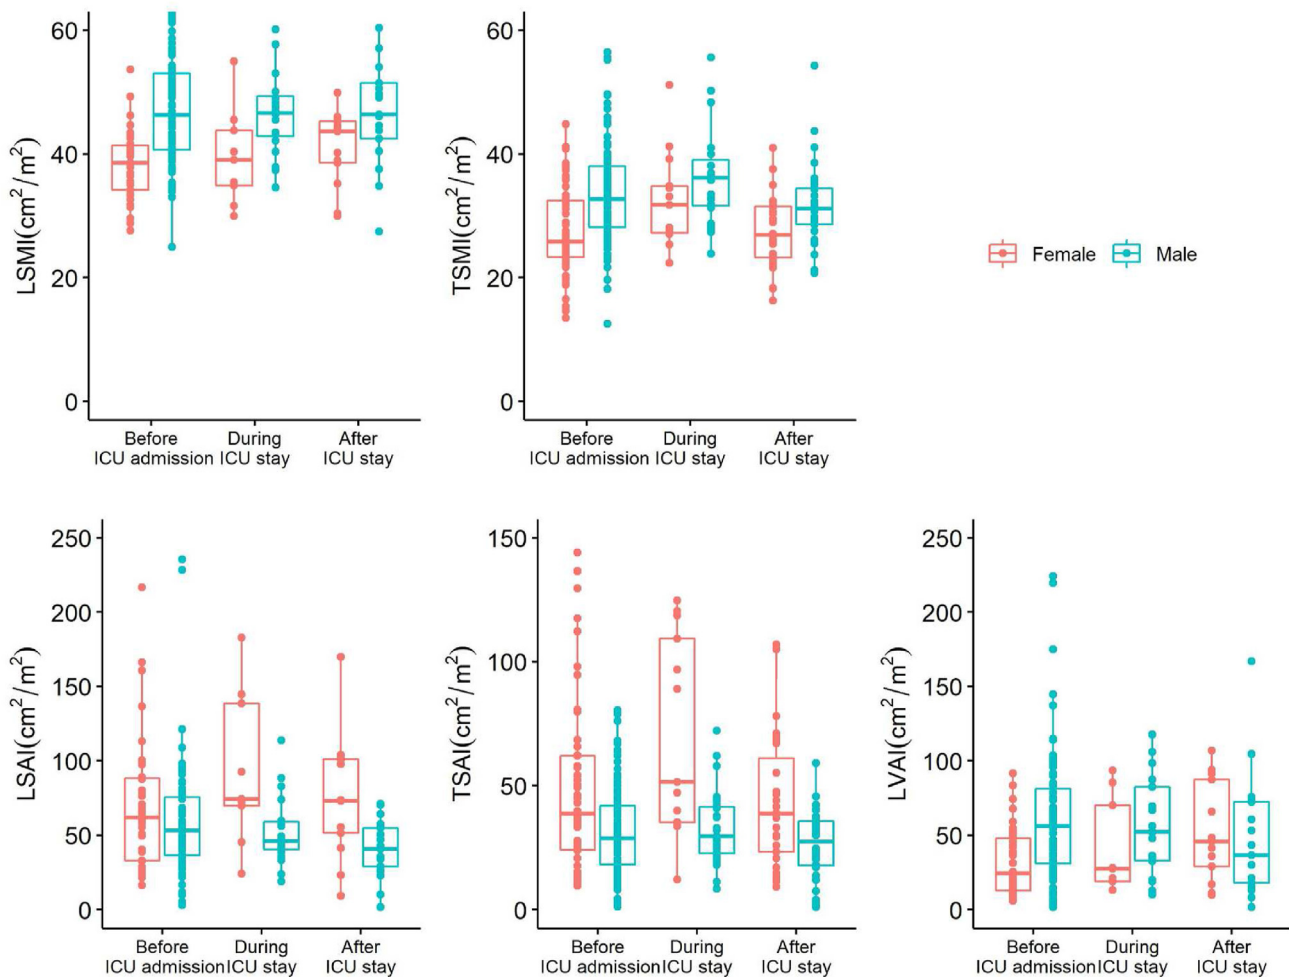 60
40
20
0
LSMI(cm²/m²)
Before
ICU admission
During
ICU stay
After
ICU stay
60
40
20
0
TSMI(cm²/m²)
Before
ICU admission
During
ICU stay
After
ICU stay
Female
Male
250
200
150
100
50
0
LSAI(cm²/m²)
Before
ICU admission
During
ICU stay
After
ICU stay
150
100
50
0
TSAI(cm²/m²)
Before
ICU admission
During
ICU stay
After
ICU stay
250
200
150
100
50
0
LVAI(cm²/m²)
Before
ICU admission
During
ICU stay
After
ICU stay